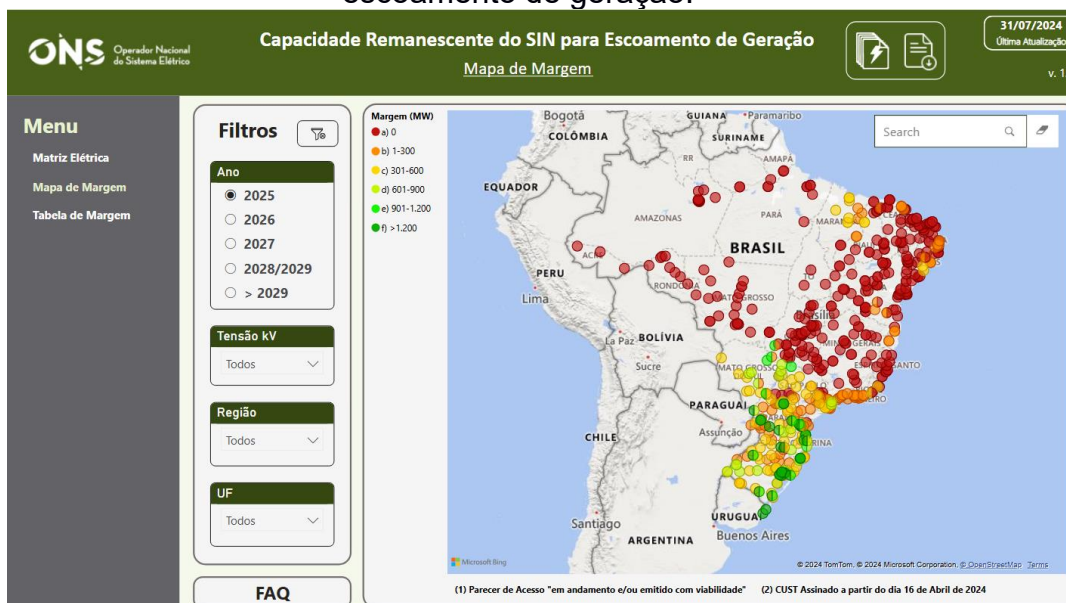 escoamento de geração.
ONS Operador Nacional
do Sistema Elétrico
Capacidade Remanescente do SIN para Escoamento de Geração
Mapa de Margem
31/07/2024
Última Atualização
v. 1
Menu
Matriz Elétrica
Mapa de Margem
Tabela de Margem
Filtros
Ano
2025
2026
2027
2028/2029
> 2029
Tensão kV
Todos
Região
Todos
UF
Todos
FAQ
Margem (MW)
a) 0
b) 1-300
c) 301-600
d) 601-900
e) 901-1.200
f) >1.200
Search
Bogotá
COLÔMBIA
GUIANA
Paramaribo
SURINAME
RR
AMAPÁ
EQUADOR
AMAZONAS
PARÁ
BRASIL
PERU
Lima
Brasília
La Paz
BOLÍVIA
Sucre
PARAGUAI
Assunção
CHILE
Santiago
URUGUAI
Buenos Aires
ARGENTINA
Microsoft Bing
© 2024 TomTom, © 2024 Microsoft Corporation, © OpenStreetMap Terms
(1) Parecer de Acesso "em andamento e/ou emitido com viabilidade" (2) CUST Assinado a partir do dia 16 de Abril de 2024